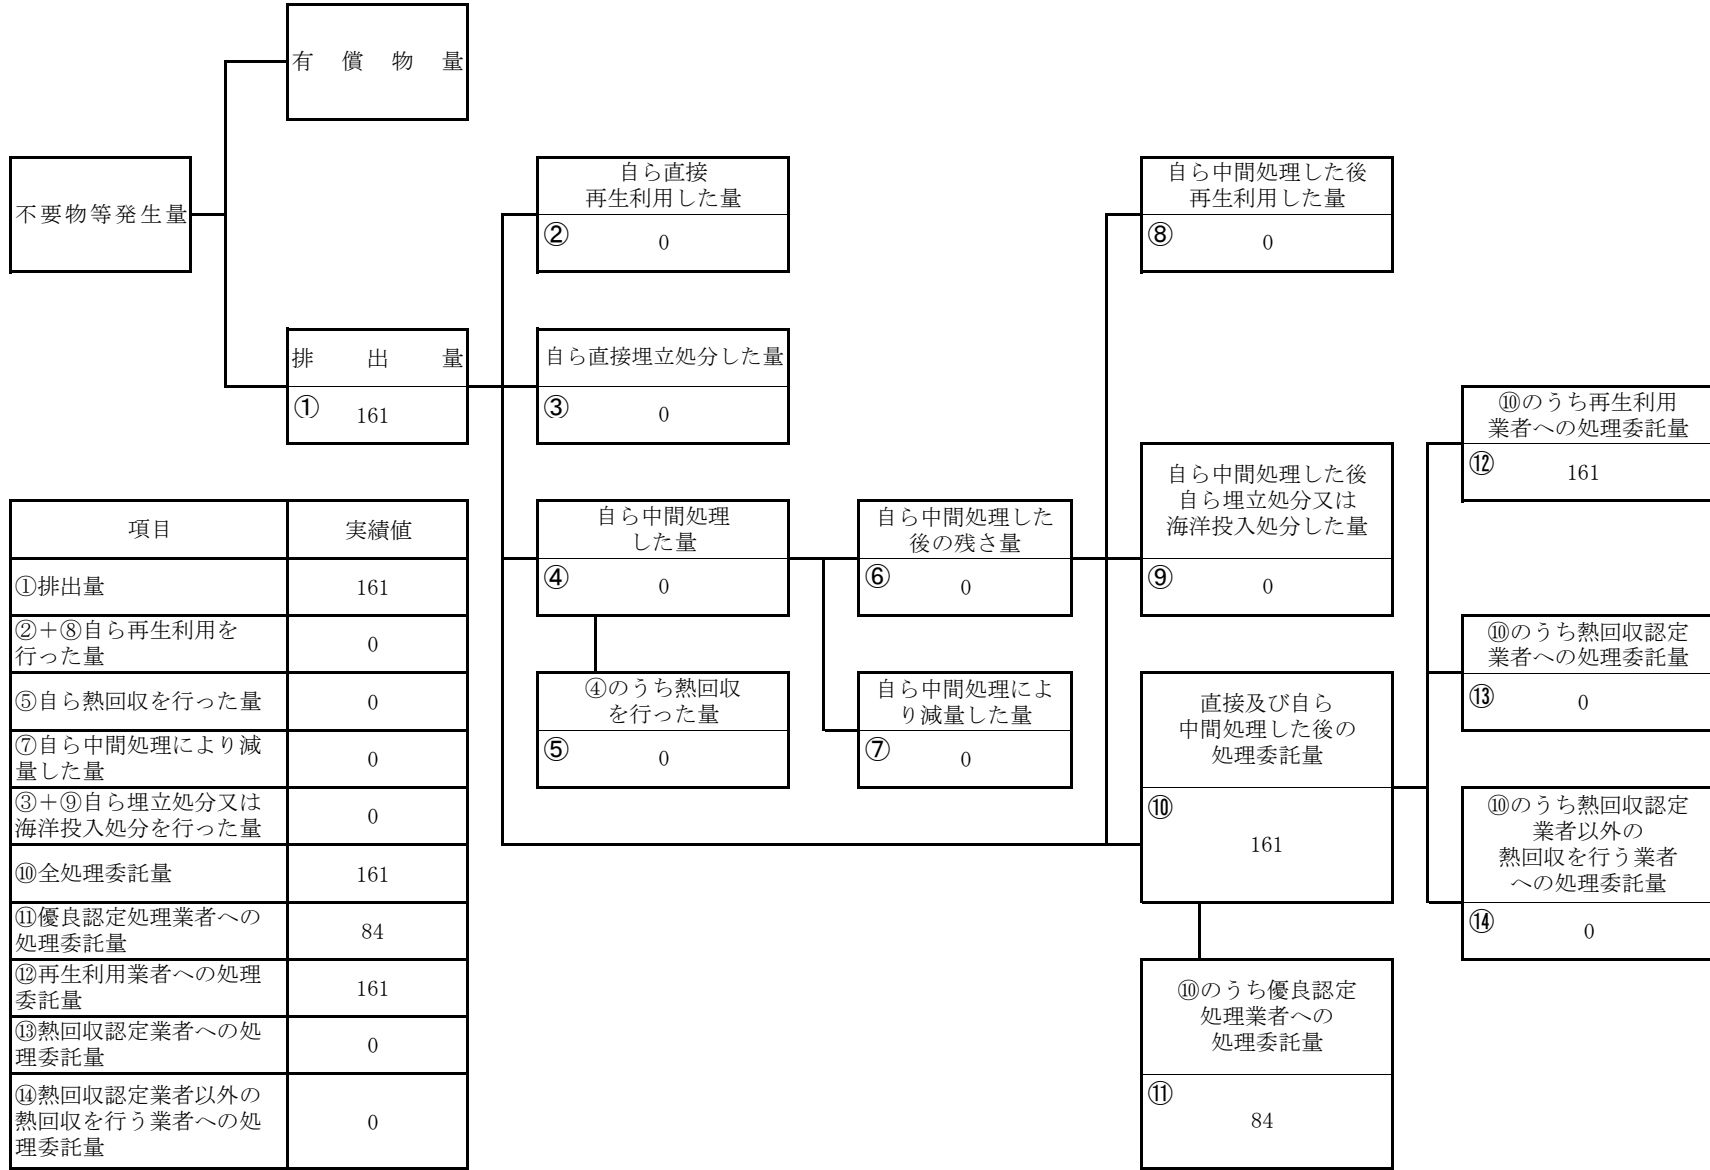 有償物量
不要物等発生量
排出量
① 161
自ら直接
再生利用した量
② 0
自ら直接埋立処分した量
③ 0
自ら中間処理
した量
④ 0
④のうち熱回収
を行った量
⑤ 0
自ら中間処理した
後の残さ量
⑥ 0
自ら中間処理によ
り減量した量
⑦ 0
自ら中間処理した後
再生利用した量
⑧ 0
自ら中間処理した後
自ら埋立処分又は
海洋投入処分した量
⑨ 0
直接及び自ら
中間処理した後の
処理委託量
⑩
161
⑩のうち優良認定
処理業者への
処理委託量
⑪
84
⑩のうち再生利用
業者への処理委託量
⑫ 161
⑩のうち熱回収認定
業者への処理委託量
⑬ 0
⑩のうち熱回収認定
業者以外の
熱回収を行う業者
への処理委託量
⑭ 0
項目 実績値
①排出量 161
②+⑧自ら再生利用を
行った量 0
⑤自ら熱回収を行った量 0
⑦自ら中間処理により減
量した量 0
③+⑨自ら埋立処分又は
海洋投入処分を行った量 0
⑩全処理委託量 161
⑪優良認定処理業者への
処理委託量 84
⑫再生利用業者への処理
委託量 161
⑬熱回収認定業者への処
理委託量 0
⑭熱回収認定業者以外の
熱回収を行う業者への処
理委託量 0